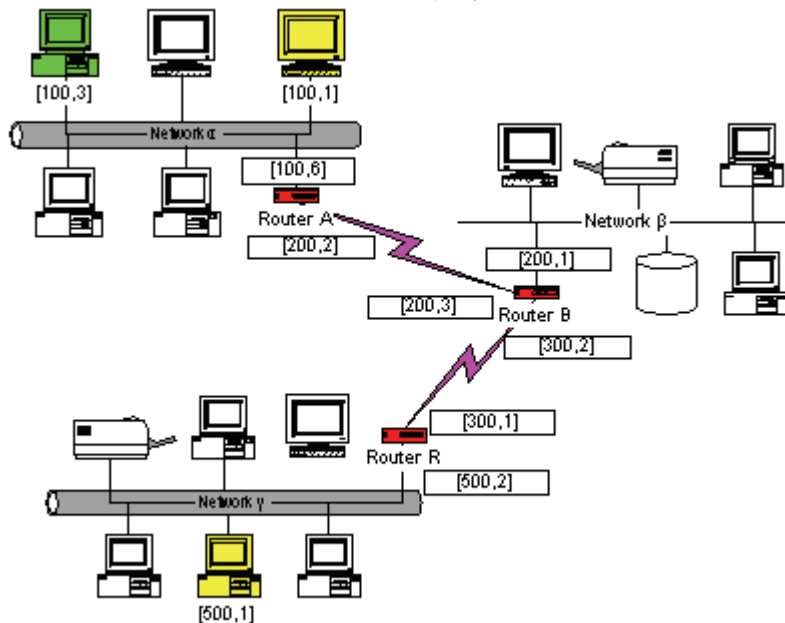 [100,3]
[100,1]
Network α
[100,6]
Router A
[200,2]
Network β
[200,1]
[200,3]
Router B
[300,2]
[300,1]
Router R
[500,2]
Network γ
[500,1]